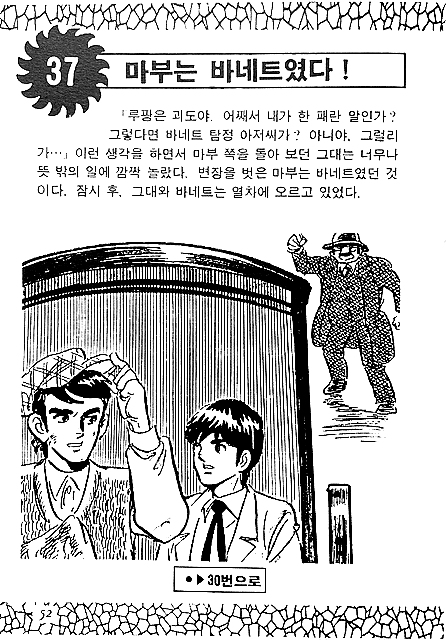 37
마부는 바네트였다!
「루팡은 괴도야. 어째서 내가 한 패란 말인가?
그렇다면 바네트 탐정 아저씨가? 아니야. 그럴리
가…」 이런 생각을 하면서 마부 쪽을 돌아 보던 그대는 너무나
뜻 밖의 일에 깜짝 놀랐다. 변장을 벗은 마부는 바네트였던 것
이다. 잠시 후, 그대와 바네트는 열차에 오르고 있었다.
●▶30번으로
52